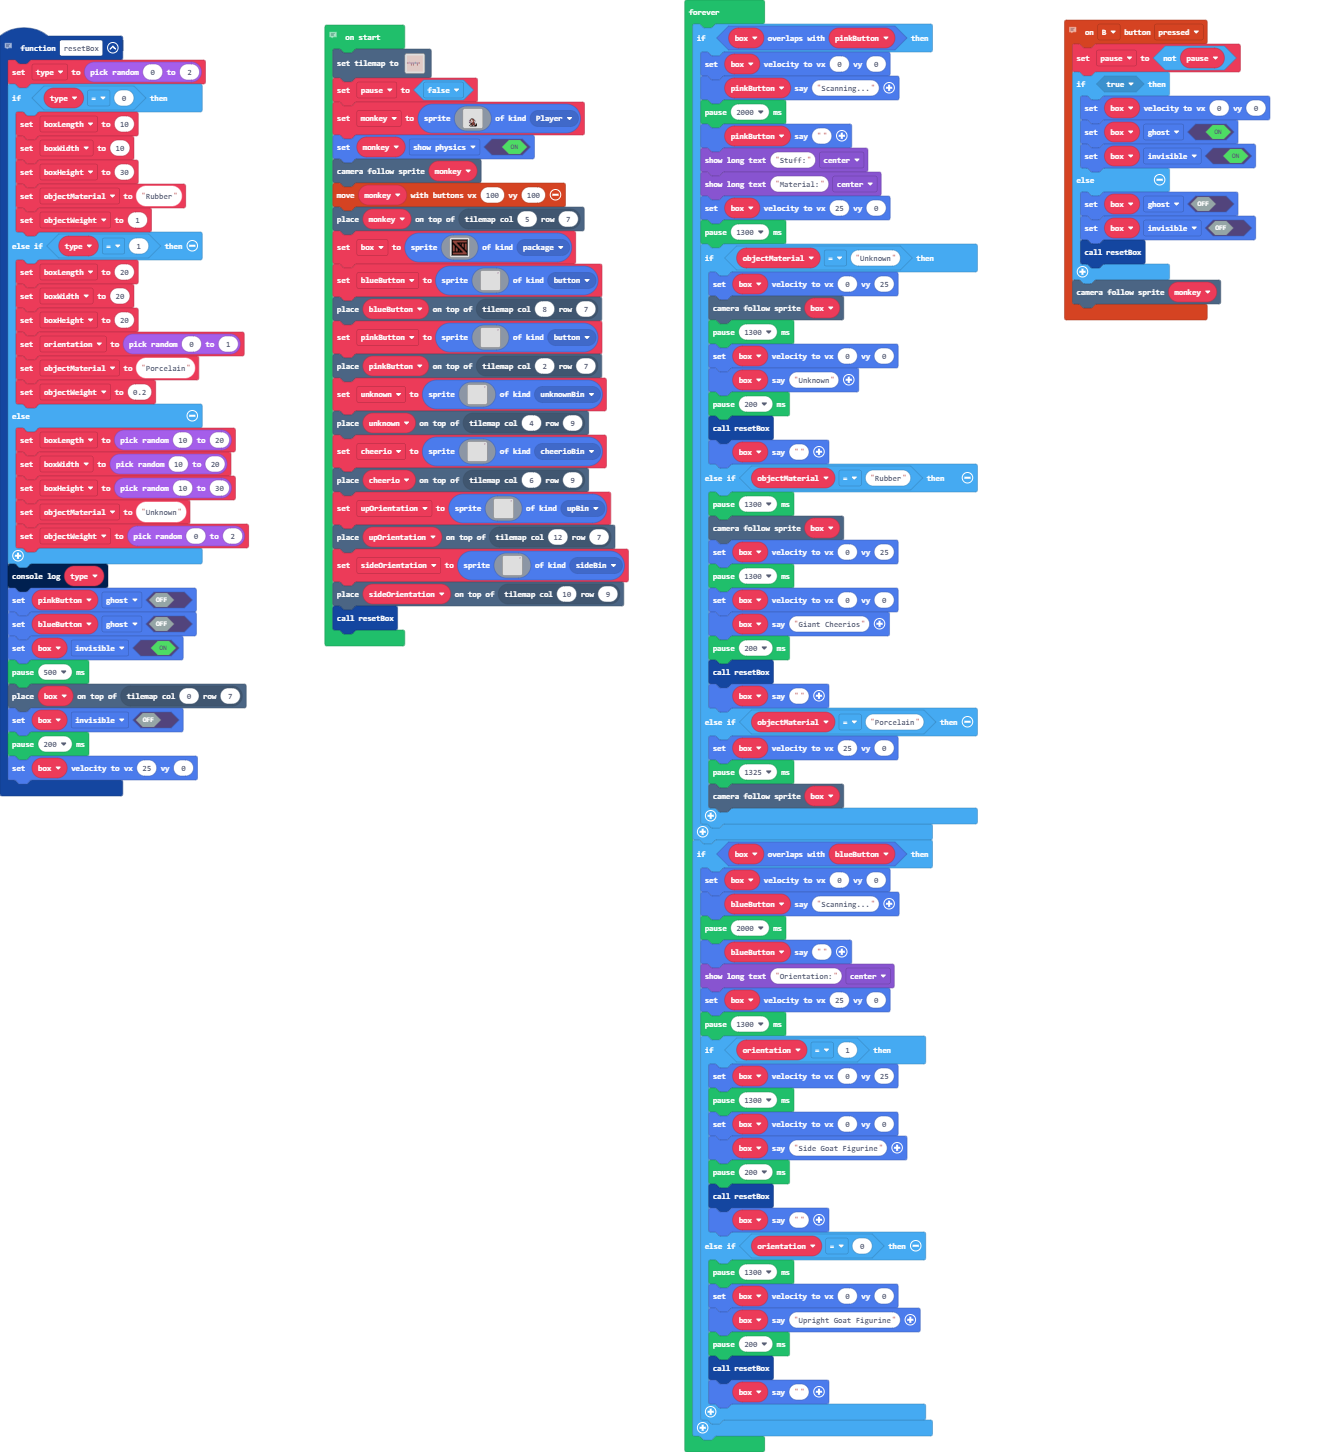 function resetBox
set type to pick random 0 to 2
if type = 0 then
set boxLength to 10
set boxWidth to 10
set boxHeight to 30
set objectMaterial to "Rubber"
set objectWeight to 1
else if type = 1 then
set boxLength to 20
set boxWidth to 20
set boxHeight to 20
set orientation to pick random 0 to 1
set objectMaterial to "Porcelain"
set objectWeight to 0.2
else
set boxLength to pick random 10 to 20
set boxWidth to pick random 10 to 20
set boxHeight to pick random 10 to 30
set objectMaterial to "Unknown"
set objectWeight to pick random 0 to 2
console log type
set pinkButton ghost OFF
set blueButton ghost OFF
set box invisible ON
pause 500 ms
place box on top of tilemap col 0 row 7
set box invisible OFF
pause 200 ms
set box velocity to vx 25 vy 0
on start
set tilemap to
set pause to false
set monkey to sprite of kind Player
set monkey show physics ON
camera follow sprite monkey
move monkey with buttons vx 100 vy 100
place monkey on top of tilemap col 5 row 7
set box to sprite of kind package
set blueButton to sprite of kind button
place blueButton on top of tilemap col 8 row 7
set pinkButton to sprite of kind button
place pinkButton on top of tilemap col 2 row 7
set unknown to sprite of kind unknownBin
place unknown on top of tilemap col 4 row 9
set cheerio to sprite of kind cheerioBin
place cheerio on top of tilemap col 6 row 9
set upOrientation to sprite of kind upBin
place upOrientation on top of tilemap col 12 row 7
set sideOrientation to sprite of kind sideBin
place sideOrientation on top of tilemap col 10 row 9
call resetBox
forever
if box overlaps with pinkButton then
set box velocity to vx 0 vy 0
pinkButton say "Scanning..."
pause 2000 ms
pinkButton say ""
show long text "Stuff:" center
show long text "Material:" center
set box velocity to vx 25 vy 0
pause 1300 ms
if objectMaterial = "Unknown" then
set box velocity to vx 0 vy 25
camera follow sprite box
pause 1300 ms
set box velocity to vx 0 vy 0
box say "Unknown"
pause 200 ms
call resetBox
box say ""
else if objectMaterial = "Rubber" then
pause 1300 ms
camera follow sprite box
set box velocity to vx 0 vy 25
pause 1300 ms
set box velocity to vx 0 vy 0
box say "Giant Cheerios"
pause 200 ms
call resetBox
box say ""
else if objectMaterial = "Porcelain" then
set box velocity to vx 25 vy 0
pause 1325 ms
camera follow sprite box
if box overlaps with blueButton then
set box velocity to vx 0 vy 0
blueButton say "Scanning..."
pause 2000 ms
blueButton say ""
show long text "Orientation:" center
set box velocity to vx 25 vy 0
pause 1300 ms
if orientation = 1 then
set box velocity to vx 0 vy 25
pause 1300 ms
set box velocity to vx 0 vy 0
box say "Side Goat Figurine"
pause 200 ms
call resetBox
box say ""
else if orientation = 0 then
pause 1300 ms
set box velocity to vx 0 vy 0
box say "Upright Goat Figurine"
pause 200 ms
call resetBox
box say ""
on B button pressed
set pause to not pause
if true then
set box velocity to vx 0 vy 0
set box ghost ON
set box invisible ON
else
set box ghost OFF
set box invisible OFF
call resetBox
camera follow sprite monkey